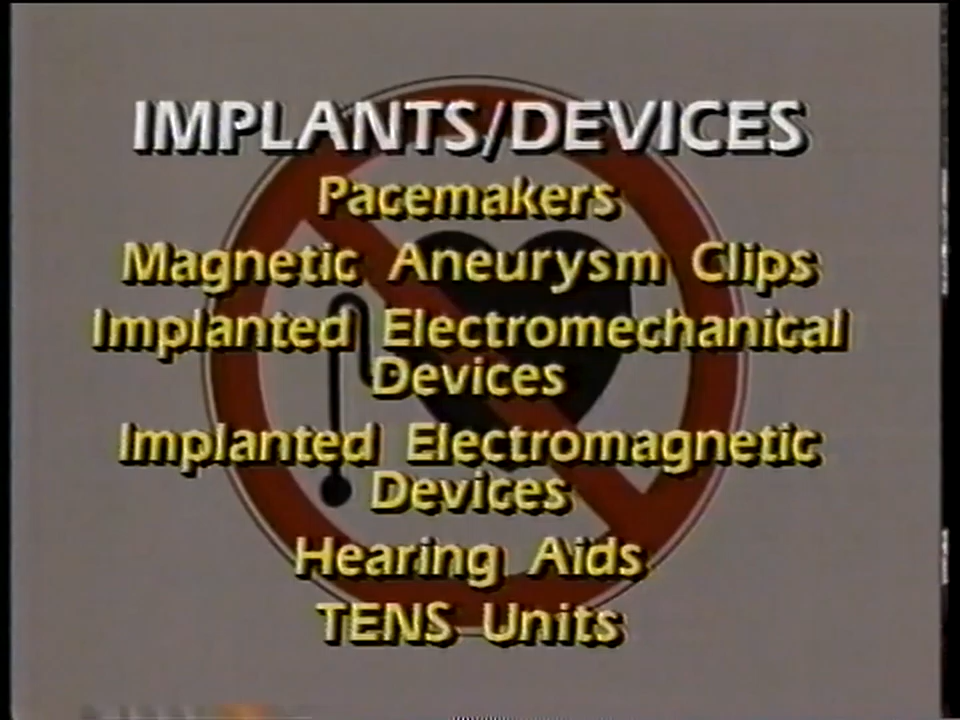 IMPLANTS/DEVICES
Pacemakers
Magnetic Aneurysm Clips
Implanted Electromechanical
Devices
Implanted Electromagnetic
Devices
Hearing Aids
TENS Units